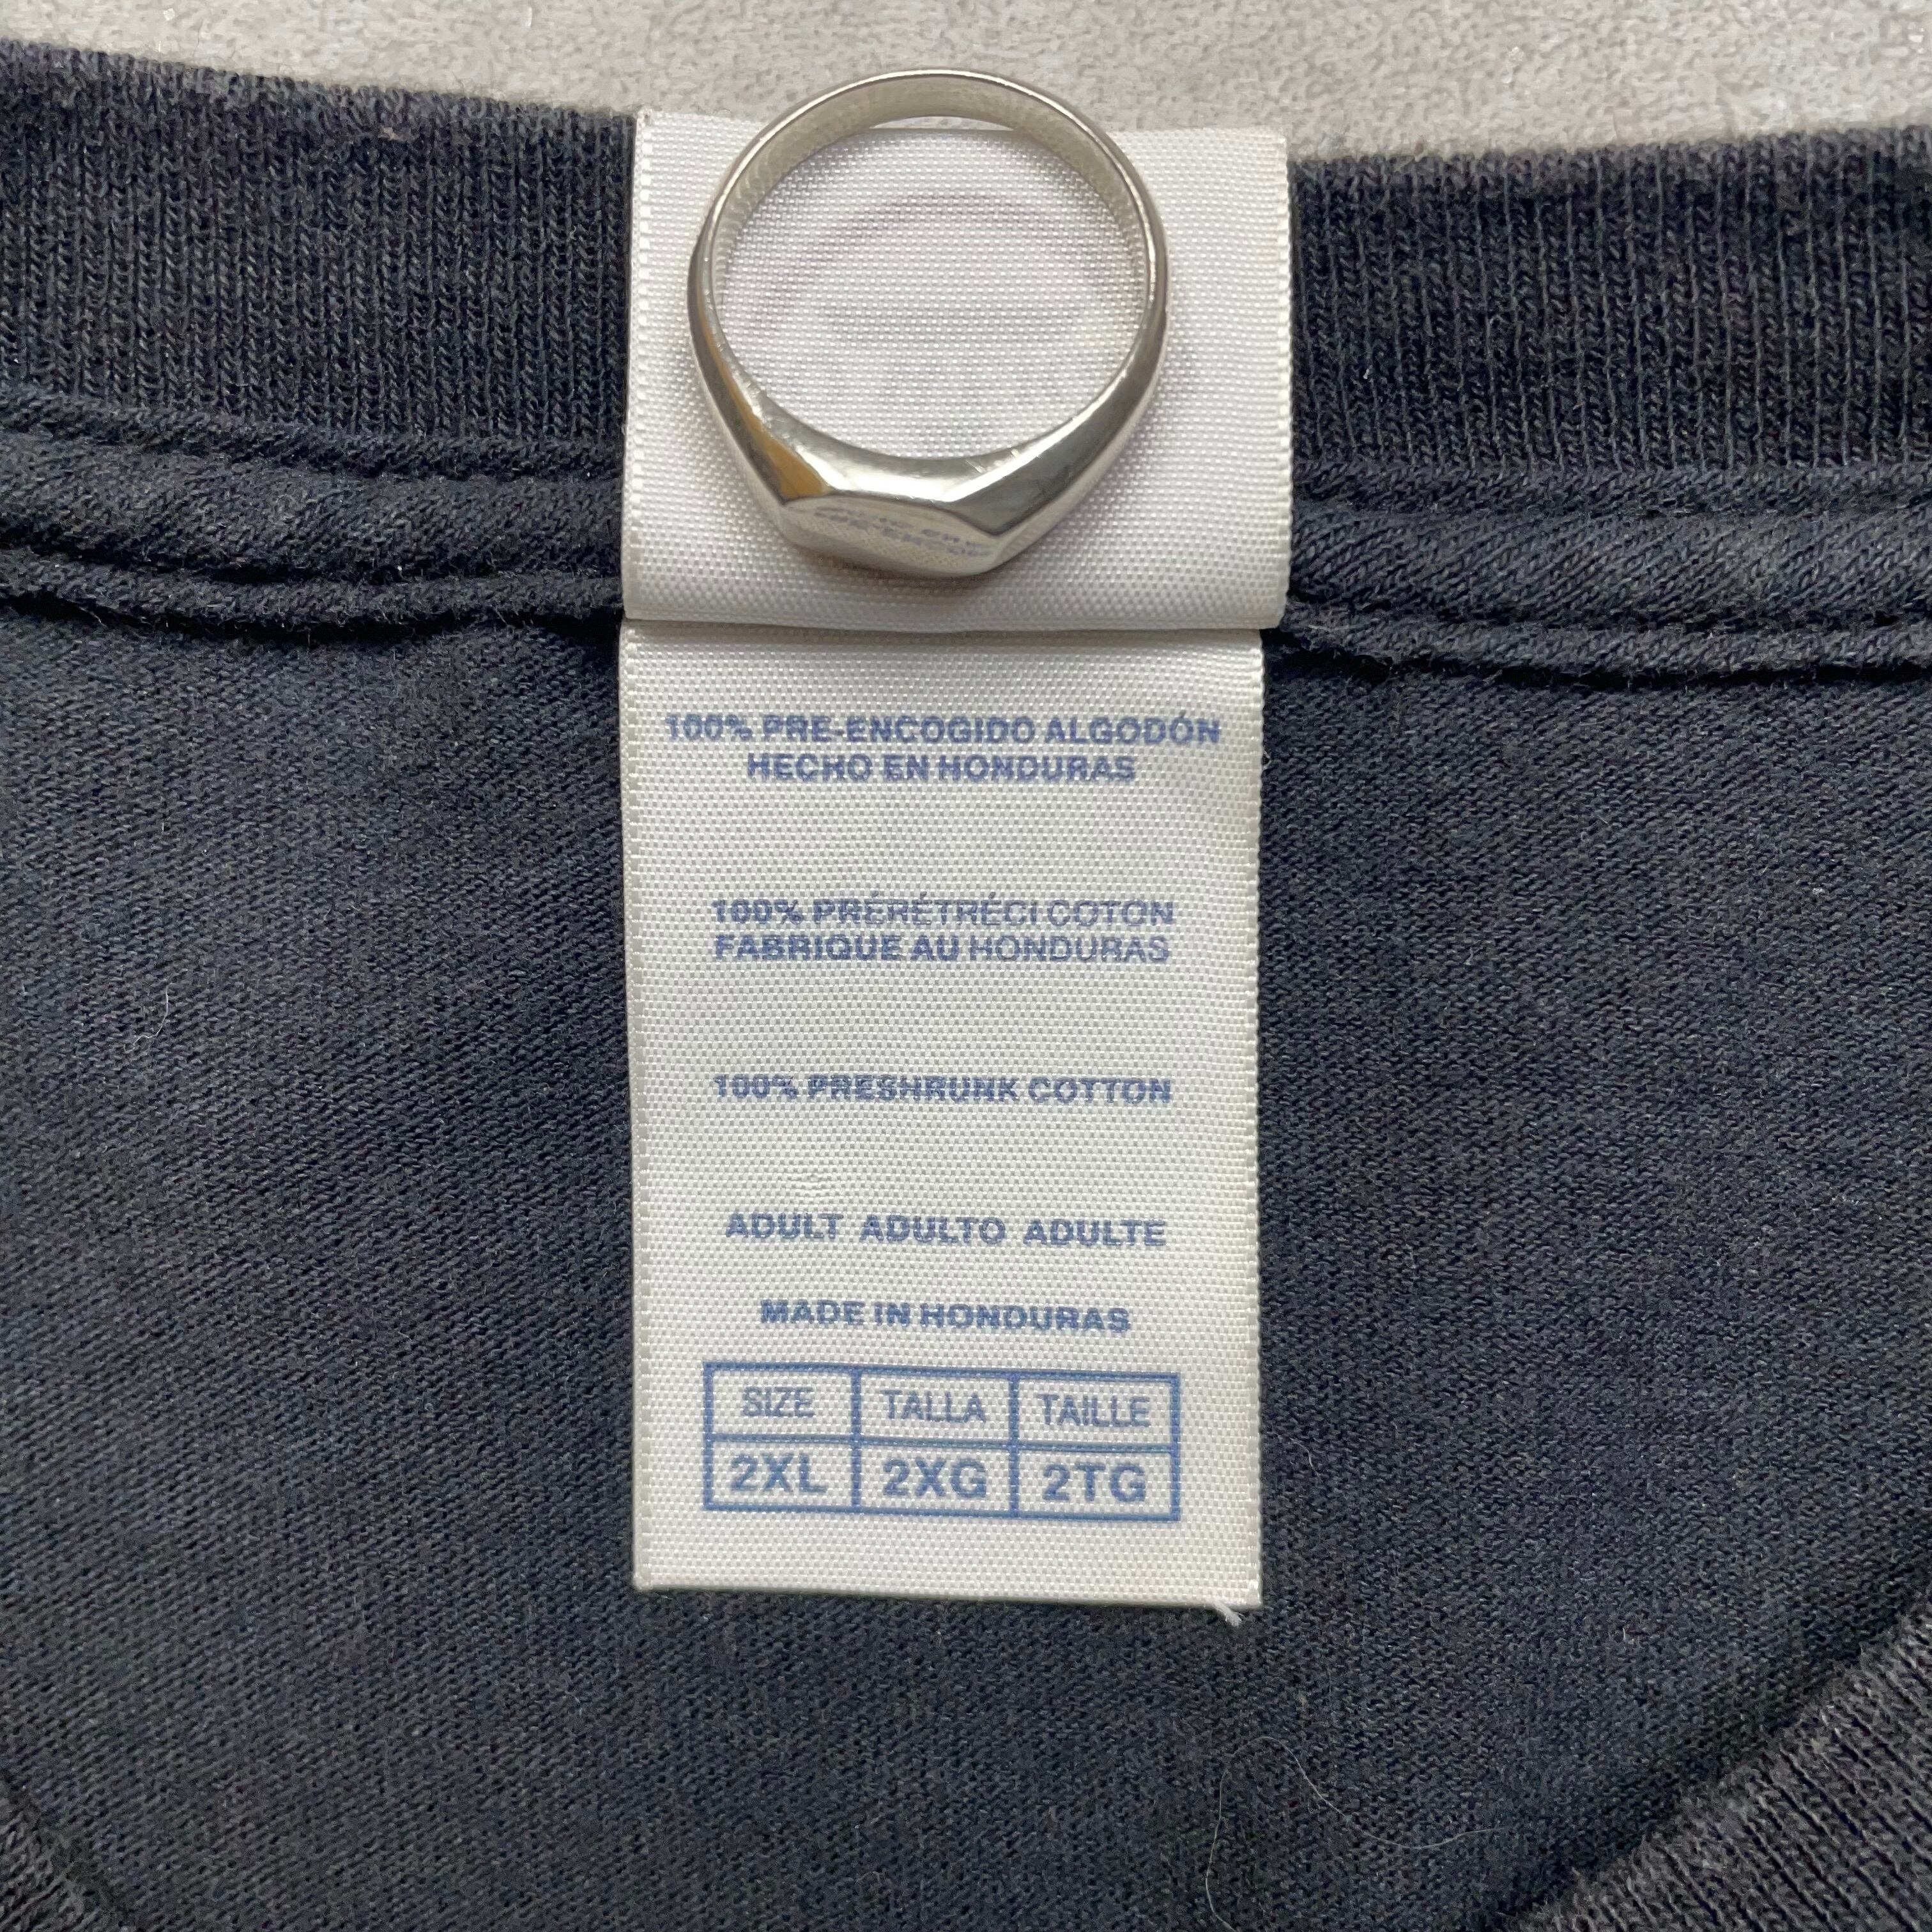 100% PRE-ENCOGIDO ALGODÓN
HECHO EN HONDURAS
100% PRÉRÉTRÉCI COTON
FABRIQUE AU HONDURAS
100% PRESHRUNK COTTON
ADULT ADULTO ADULTE
MADE IN HONDURAS
SIZE TALLA TAILLE
2XL 2XG 2TG